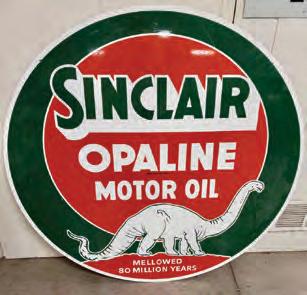 SINCLAIR
OPALINE
MOTOR OIL
MELLOWED
80 MILLION YEARS